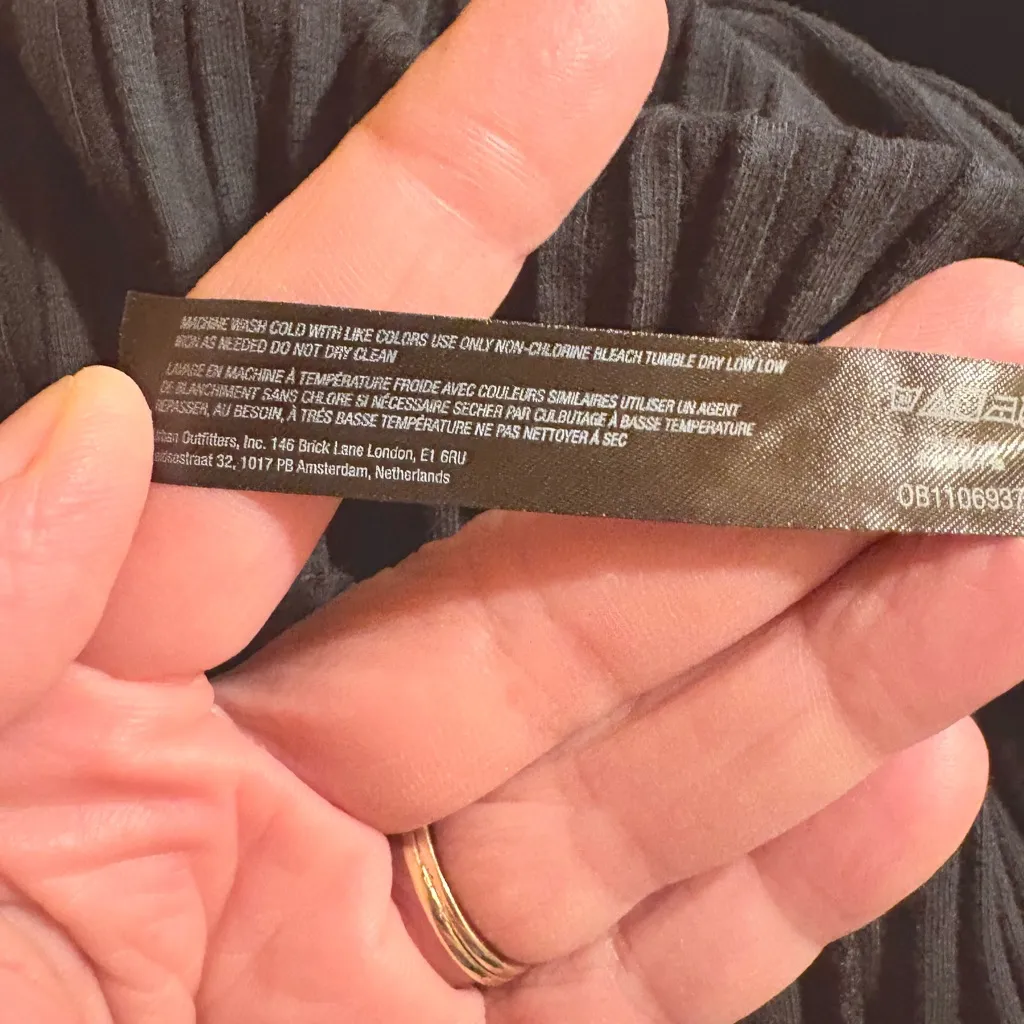 MACHINE WASH COLD WITH LIKE COLORS USE ONLY NON-CHLORINE BLEACH TUMBLE DRY LOW LOW
IRON AS NEEDED DO NOT DRY CLEAN
LAVAGE EN MACHINE À TEMPÉRATURE FROIDE AVEC COULEURS SIMILAIRES UTILISER UN AGENT
DE BLANCHIMENT SANS CHLORE SI NÉCESSAIRE SECHER PAR CULBUTAGE À BASSE TEMPERATURE
REPASSER, AU BESOIN, À TRÉS BASSE TEMPÉRATURE NE PAS NETTOYER Á SEC
Urban Outfitters, Inc. 146 Brick Lane London, E1 6RU
32, 1017 PB Amsterdam, Netherlands
OB1106937